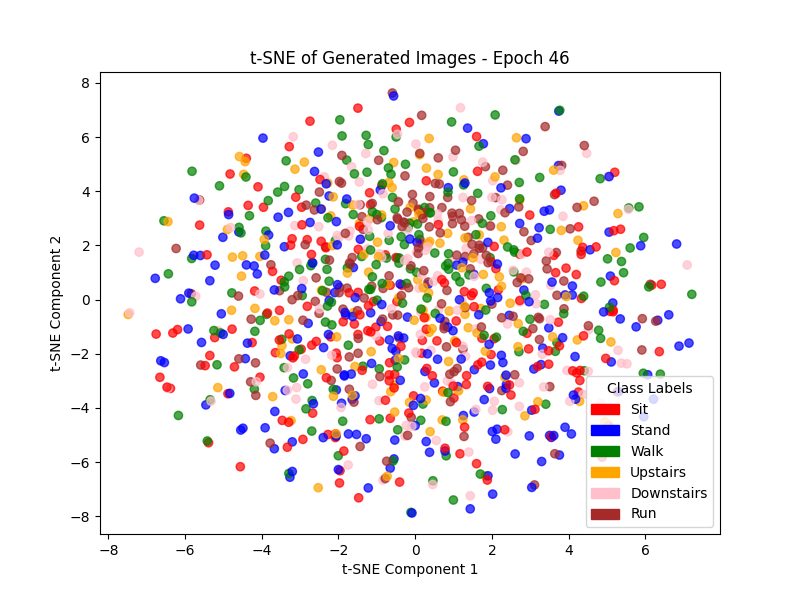 t-SNE of Generated Images - Epoch 46
t-SNE Component 2
8
6
4
2
0
−2
−4
−6
−8
−8
−6
−4
−2
0
2
4
6
t-SNE Component 1
Class Labels
Sit
Stand
Walk
Upstairs
Downstairs
Run